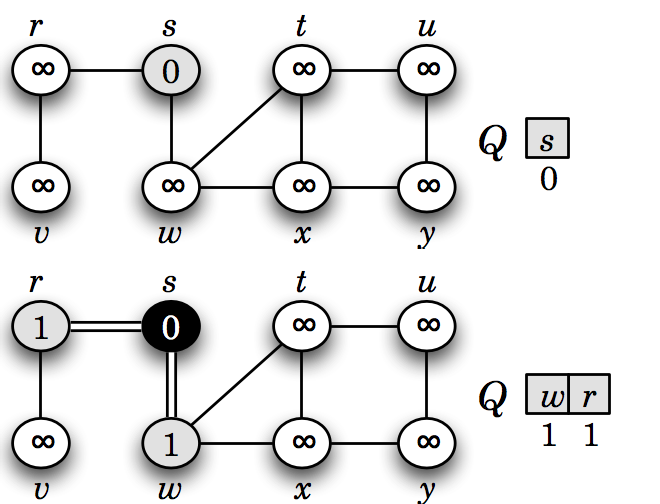 r s t u
∞ 0 ∞ ∞
Q s
0
∞ ∞ ∞ ∞
v w x y
r s t u
1 0 ∞ ∞
Q w r
1 1
∞ 1 ∞ ∞
v w x y